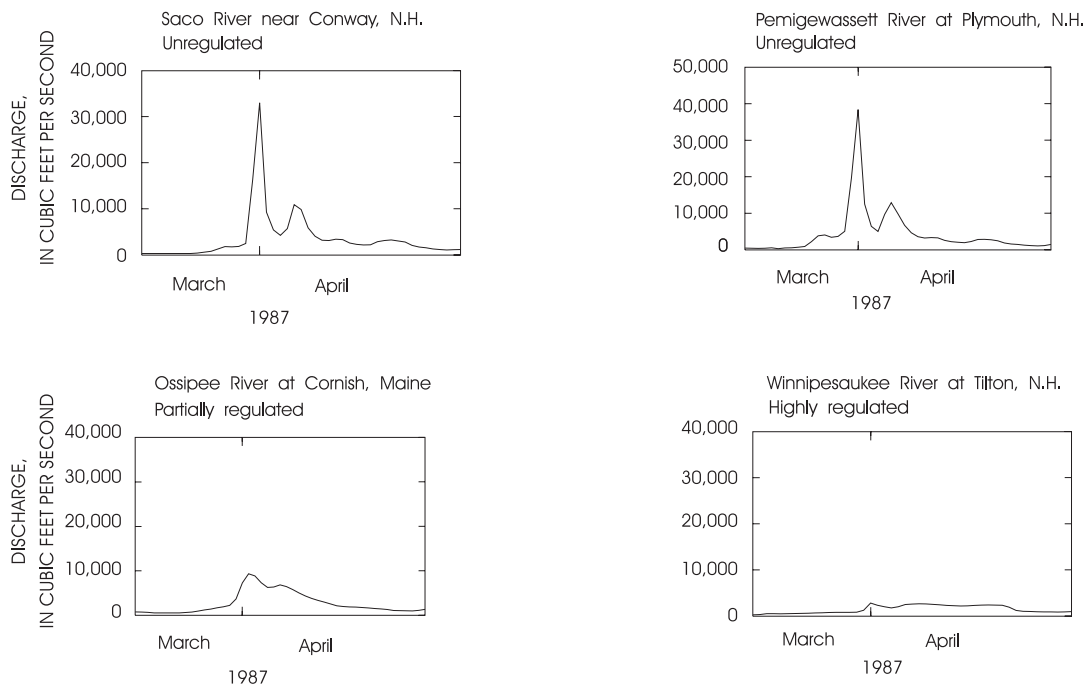 Saco River near Conway, N.H.
Unregulated
DISCHARGE,
IN CUBIC FEET PER SECOND
40,000
30,000
20,000
10,000
0
March
April
1987
Pemigewassett River at Plymouth, N.H.
Unregulated
50,000
40,000
30,000
20,000
10,000
0
March
April
1987
Ossipee River at Cornish, Maine
Partially regulated
DISCHARGE,
IN CUBIC FEET PER SECOND
40,000
30,000
20,000
10,000
0
March
April
1987
Winnipesaukee River at Tilton, N.H.
Highly regulated
40,000
30,000
20,000
10,000
0
March
April
1987